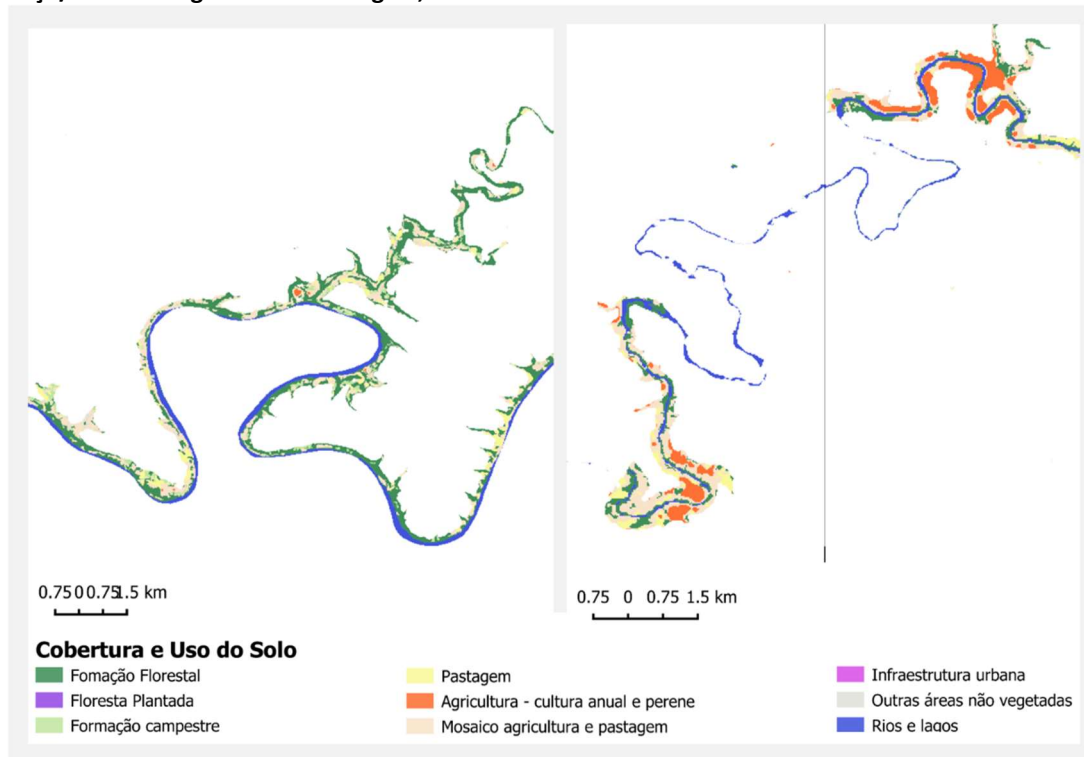 0.75 0 0.75 1.5 km
0.75 0 0.75 1.5 km
Cobertura e Uso do Solo
Fomação Florestal
Floresta Plantada
Formação campestre
Pastagem
Agricultura - cultura anual e perene
Mosaico agricultura e pastagem
Infraestrutura urbana
Outras áreas não vegetadas
Rios e lagos